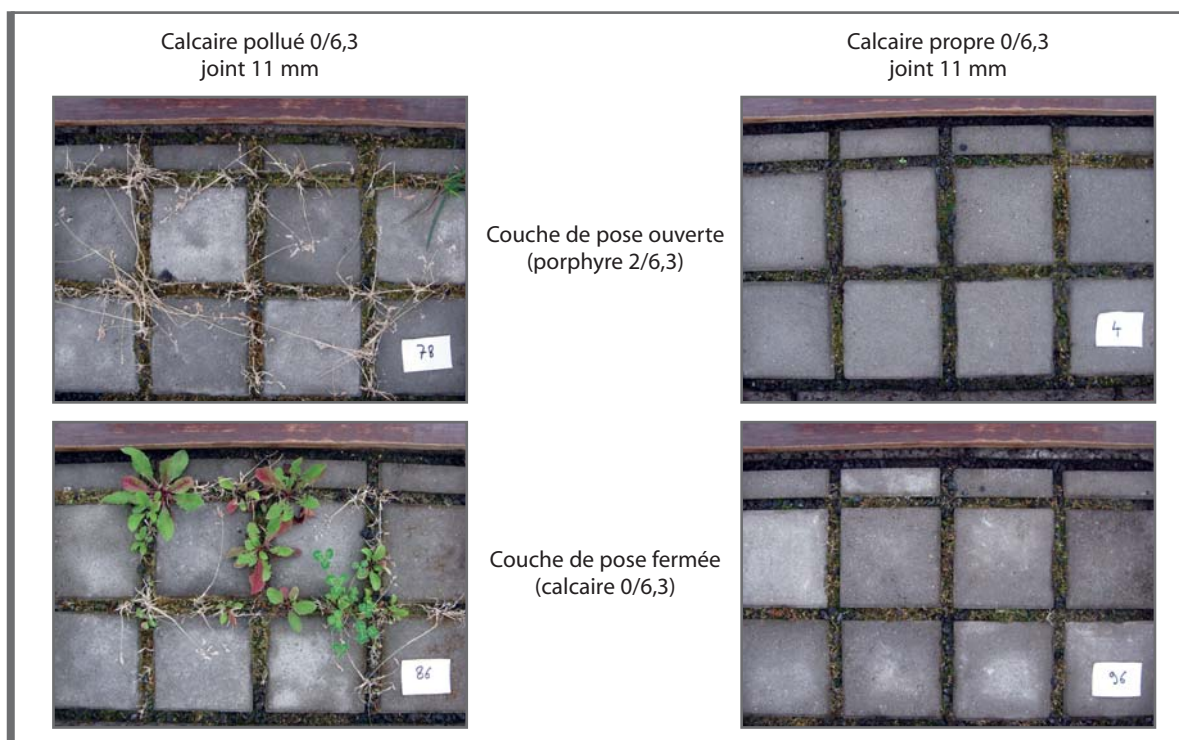 Calcaire pollué 0/6,3
joint 11 mm
Calcaire propre 0/6,3
joint 11 mm
Couche de pose ouverte
(porphyre 2/6,3)
78
4
Couche de pose fermée
(calcaire 0/6,3)
86
96